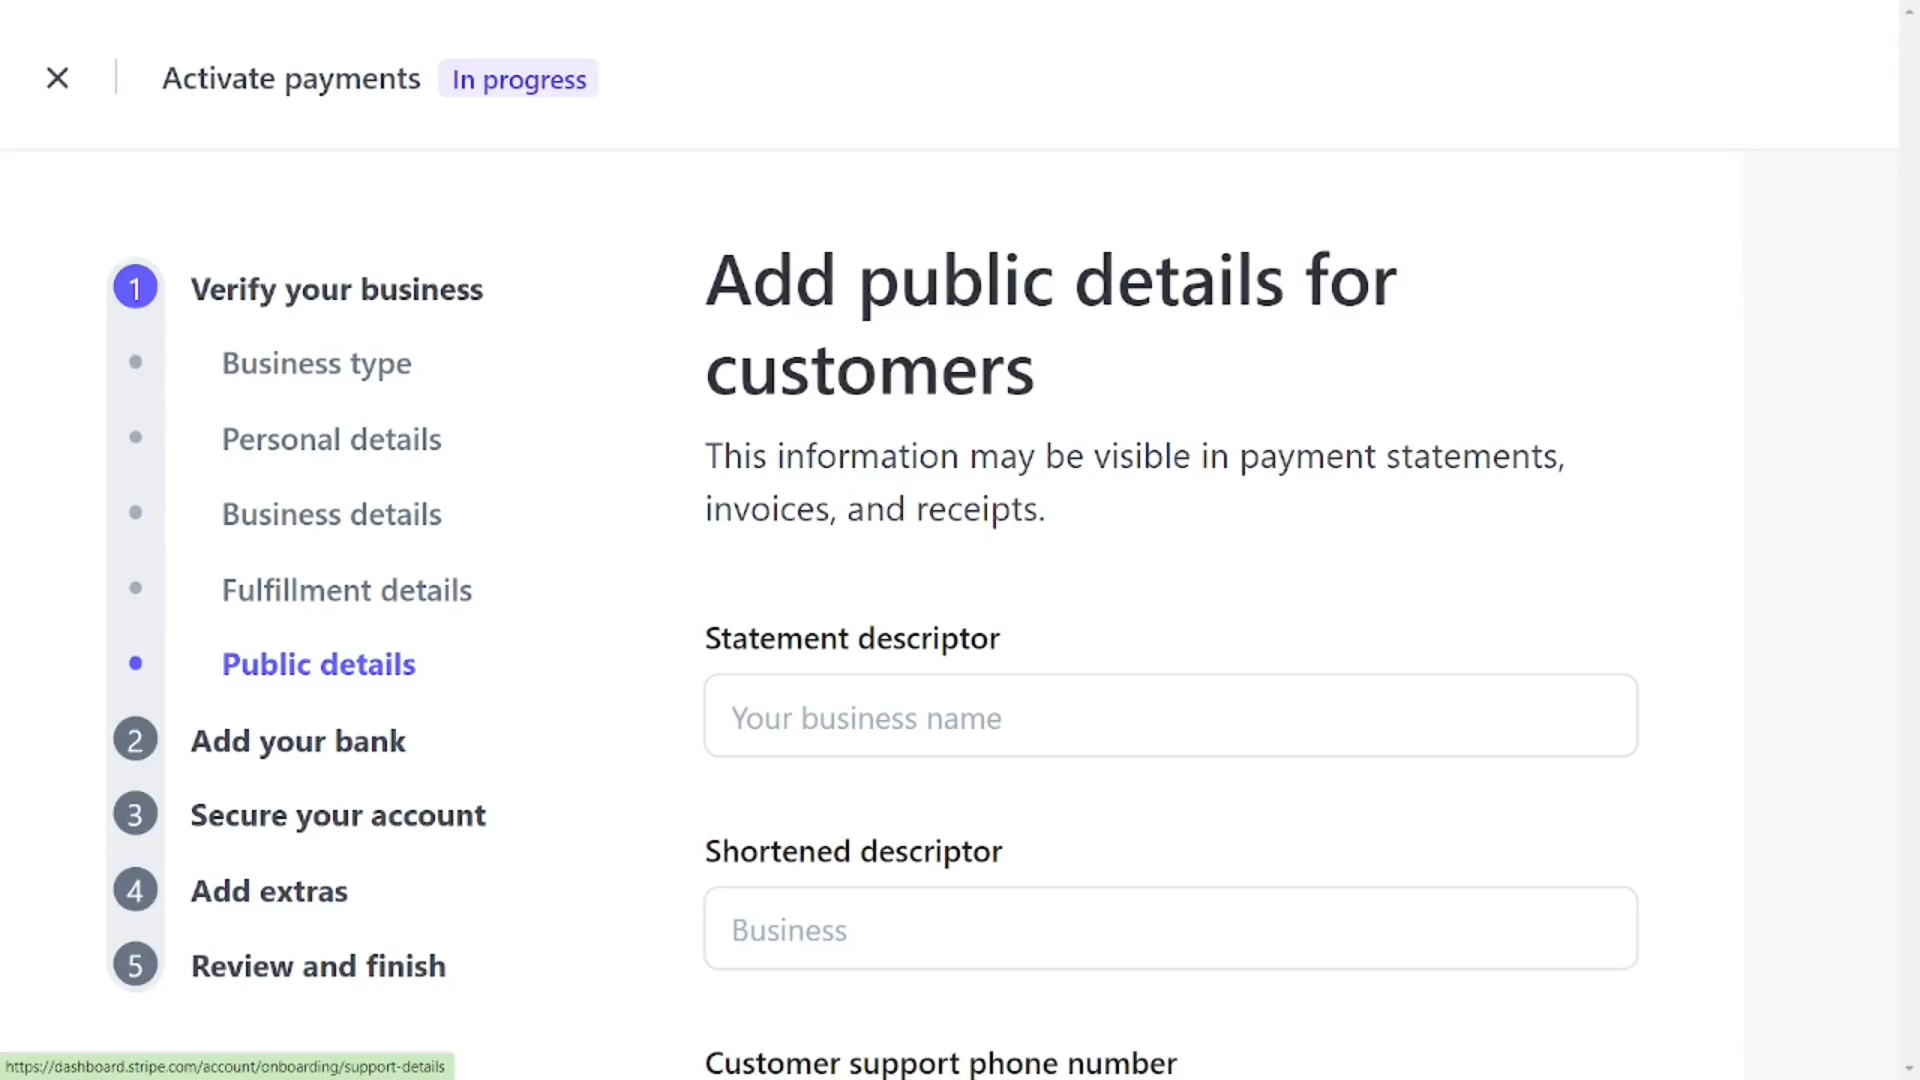 Activate payments In progress
1 Verify your business
Business type
Personal details
Business details
Fulfillment details
Public details
2 Add your bank
3 Secure your account
4 Add extras
5 Review and finish
Add public details for
customers
This information may be visible in payment statements,
invoices, and receipts.
Statement descriptor
Your business name
Shortened descriptor
Business
Customer support phone number
https://dashboard.stripe.com/account/onboarding/support-details